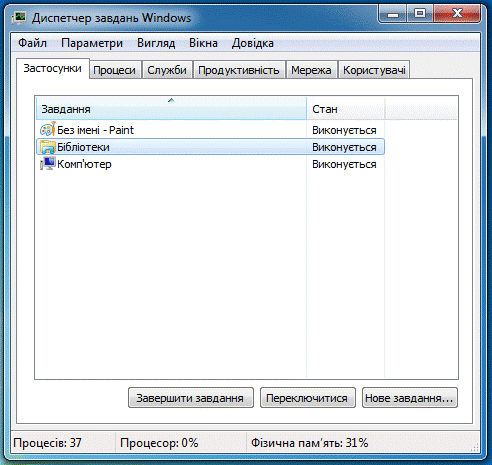 Диспетчер завдань Windows
Файл Параметри Вигляд Вікна Довідка
Застосунки Процеси Служби Продуктивність Мережа Користувачі
Завдання Стан
Без імені - Paint Виконується
Бібліотеки Виконується
Комп'ютер Виконується
Завершити завдання Переключитися Нове завдання...
Процесів: 37 Процесор: 0% Фізична пам'ять: 31%